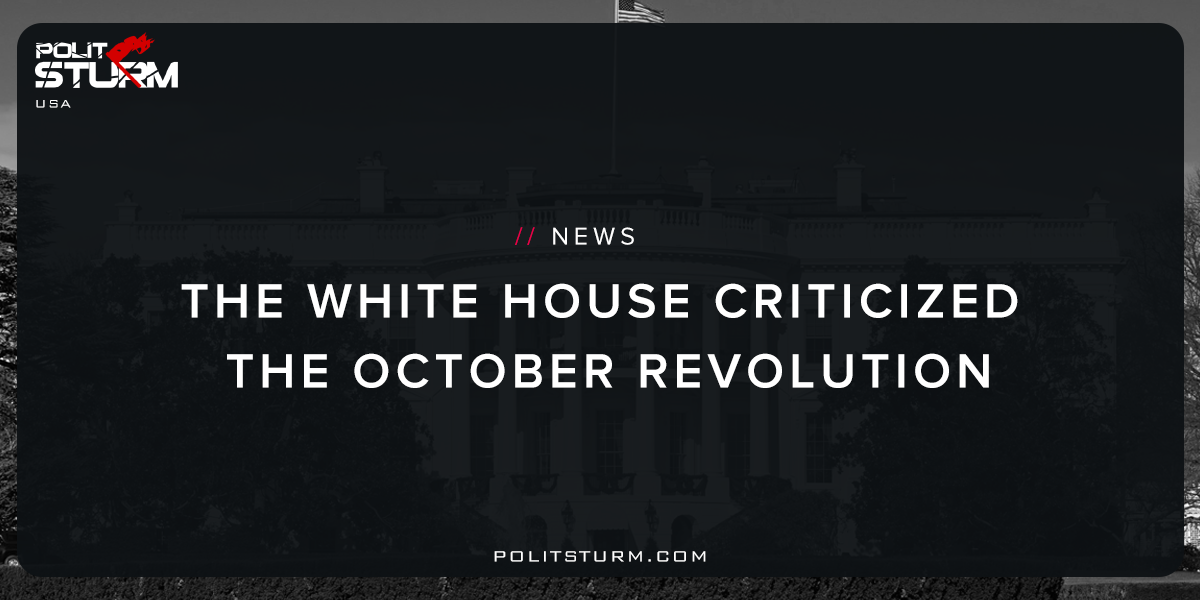 POLIT
STURM
USA
// NEWS
THE WHITE HOUSE CRITICIZED
THE OCTOBER REVOLUTION
POLITSTURM.COM